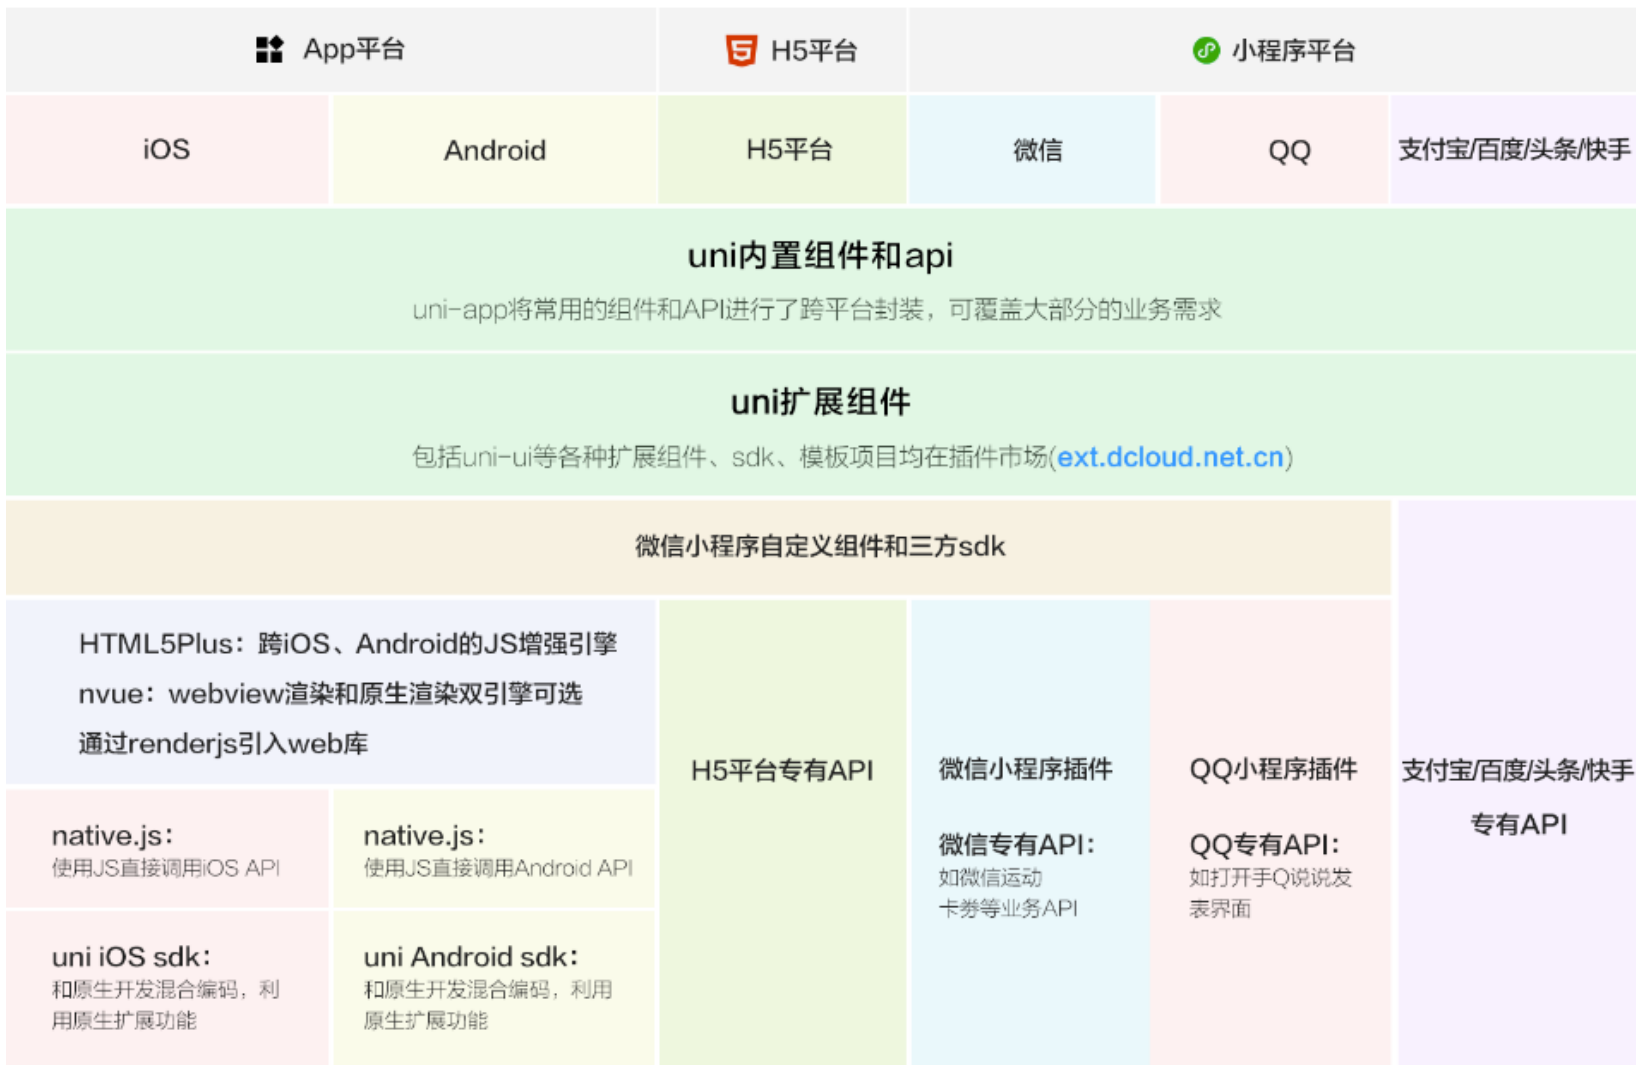 App平台
H5平台
小程序平台
iOS
Android
H5平台
微信
QQ
支付宝/百度/头条/快手
uni内置组件和api
uni-app将常用的组件和API进行了跨平台封装，可覆盖大部分的业务需求
uni扩展组件
包括uni-ui等各种扩展组件、sdk、模板项目均在插件市场(ext.dcloud.net.cn)
微信小程序自定义组件和三方sdk
HTML5Plus：跨iOS、Android的JS增强引擎
nvue：webview渲染和原生渲染双引擎可选
通过renderjs引入web库
native.js：
使用JS直接调用iOS API
native.js：
使用JS直接调用Android API
uni iOS sdk：
和原生开发混合编码，利
用原生扩展功能
uni Android sdk：
和原生开发混合编码，利用
原生扩展功能
H5平台专有API
微信小程序插件
微信专有API：
如微信运动
卡券等业务API
QQ小程序插件
QQ专有API：
如打开手Q说说发
表界面
支付宝/百度/头条/快手
专有API